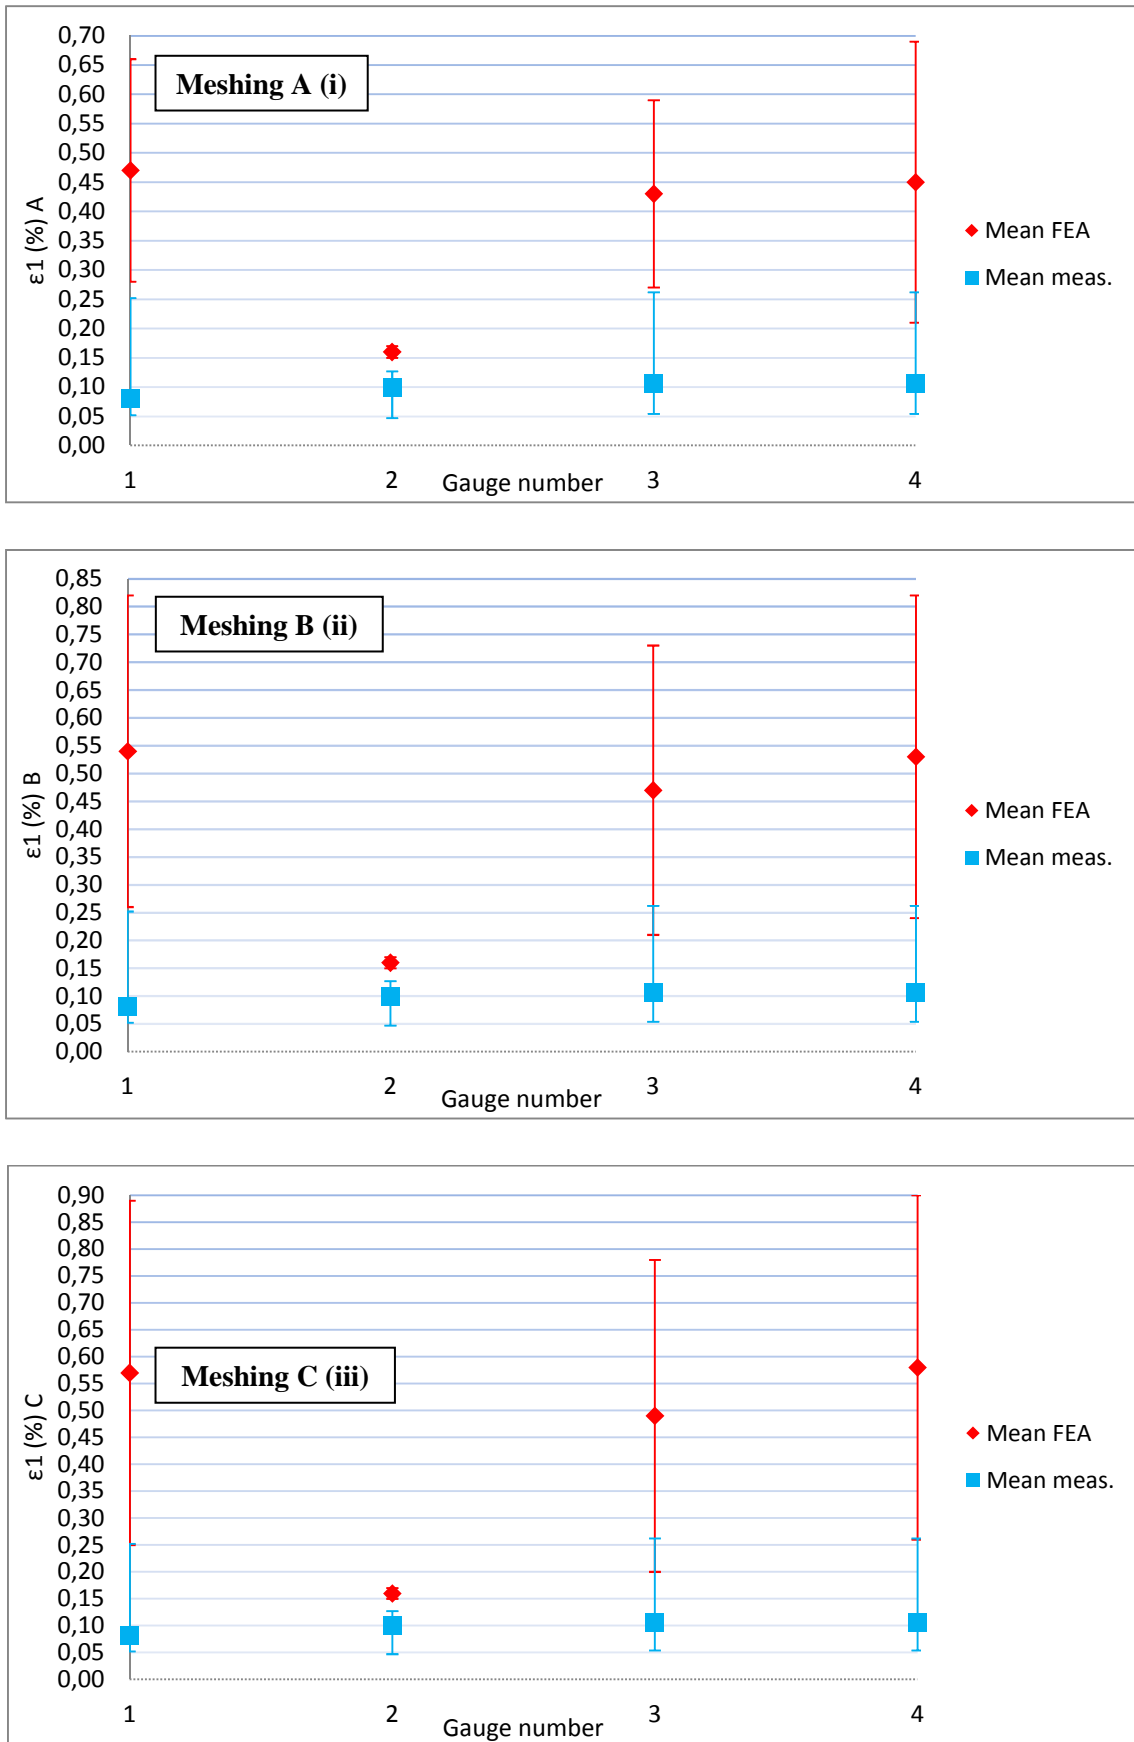 0,70
0,65
0,60
0,55
0,50
0,45
0,40
0,35
0,30
0,25
0,20
0,15
0,10
0,05
0,00
ε1 (%) A
Meshing A (i)
Mean FEA
Mean meas.
1 2 3 4
Gauge number
0,85
0,80
0,75
0,70
0,65
0,60
0,55
0,50
0,45
0,40
0,35
0,30
0,25
0,20
0,15
0,10
0,05
0,00
ε1 (%) B
Meshing B (ii)
Mean FEA
Mean meas.
1 2 3 4
Gauge number
0,90
0,85
0,80
0,75
0,70
0,65
0,60
0,55
0,50
0,45
0,40
0,35
0,30
0,25
0,20
0,15
0,10
0,05
0,00
ε1 (%) C
Meshing C (iii)
Mean FEA
Mean meas.
1 2 3 4
Gauge number